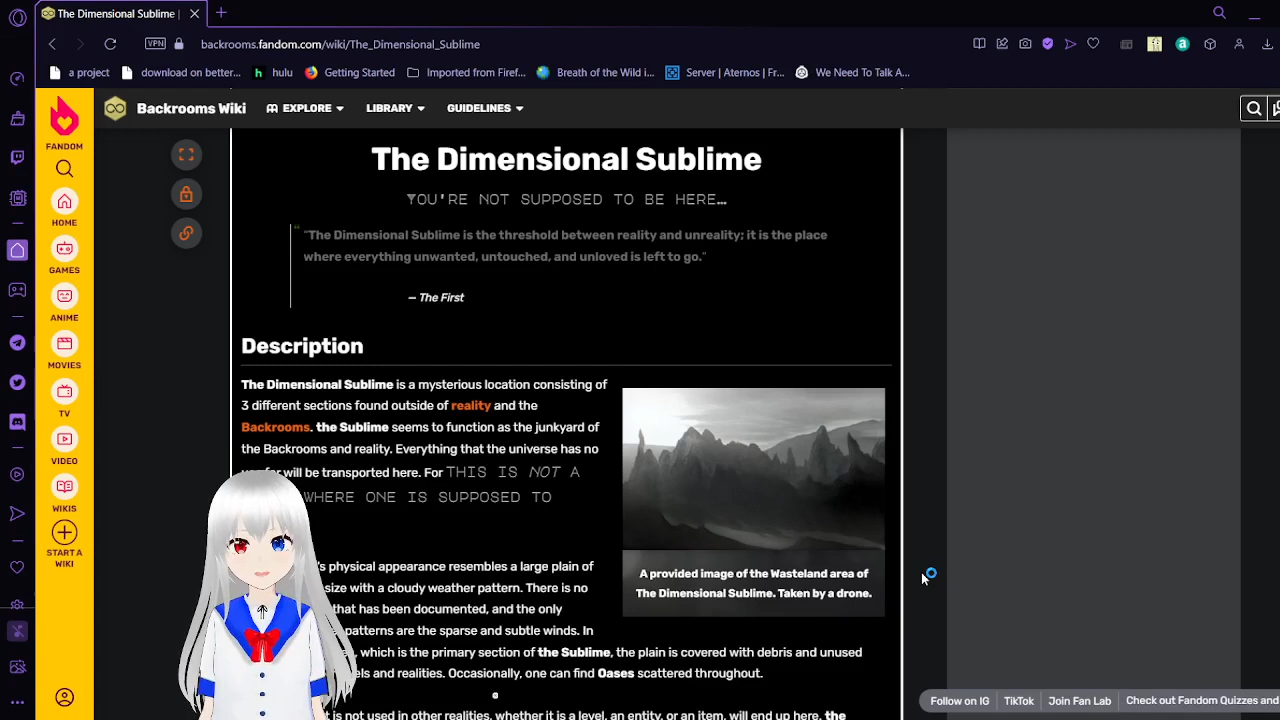 The Dimensional Sublime |
VPN
backrooms.fandom.com/wiki/The_Dimensional_Sublime
a project
download on better...
hulu
Getting Started
Imported from Firef...
Breath of the Wild i...
Server | Aternos | Fr...
We Need To Talk A...
FANDOM
HOME
GAMES
ANIME
MOVIES
TV
VIDEO
WIKIS
START A
WIKI
Backrooms Wiki
EXPLORE
LIBRARY
GUIDELINES
The Dimensional Sublime
YOU'RE NOT SUPPOSED TO BE HERE…
"The Dimensional Sublime is the threshold between reality and unreality; it is the place
where everything unwanted, untouched, and unloved is left to go."
— The First
Description
The Dimensional Sublime is a mysterious location consisting of
3 different sections found outside of reality and the
Backrooms. the Sublime seems to function as the junkyard of
the Backrooms and reality. Everything that the universe has no
will be transported here. For THIS IS NOT A
WHERE ONE IS SUPPOSED TO
's physical appearance resembles a large plain of
size with a cloudy weather pattern. There is no
that has been documented, and the only
patterns are the sparse and subtle winds. In
, which is the primary section of the Sublime, the plain is covered with debris and unused
and realities. Occasionally, one can find Oases scattered throughout.
is not used in other realities, whether it is a level, an entity, or an item, will end up here. the
A provided image of the Wasteland area of
The Dimensional Sublime. Taken by a drone.
Follow on IG
TikTok
Join Fan Lab
Check out Fandom Quizzes and